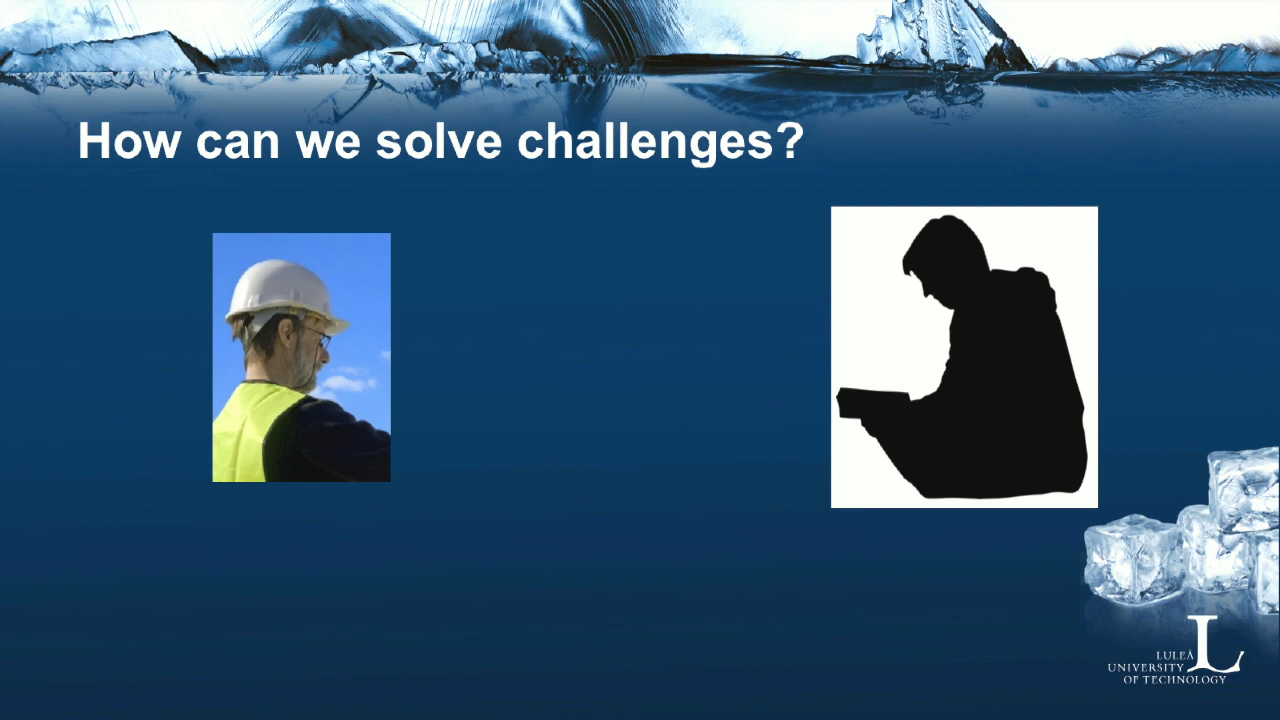 How can we solve challenges?
LULEÅ
UNIVERSITY
OF TECHNOLOGY
L